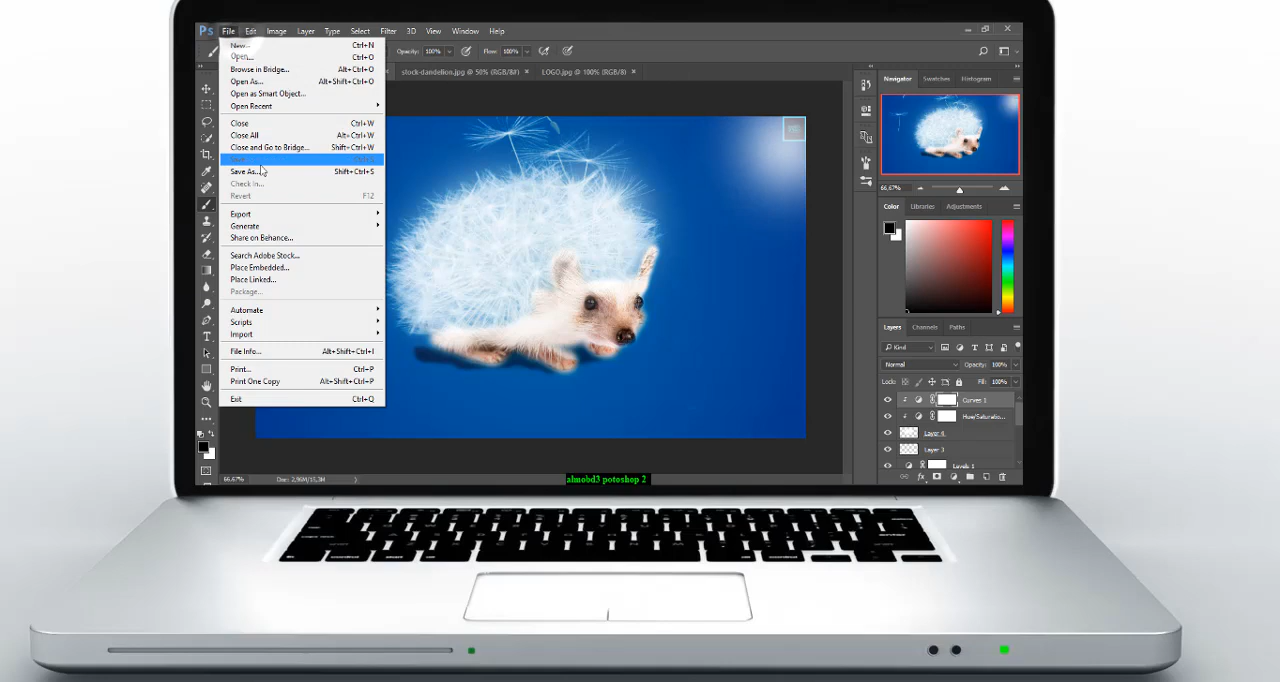 Ps File Edit Image Layer Type Select Filter 3D View Window Help
Opacity: 100% Flow: 100%
stock-dandelion.jpg @ 50% (RGB/8#) × LOGO.jpg @ 100% (RGB/8) ×
New... Ctrl+N
Open... Ctrl+O
Browse in Bridge... Alt+Ctrl+O
Open As... Alt+Shift+Ctrl+O
Open as Smart Object...
Open Recent
Close Ctrl+W
Close All Alt+Ctrl+W
Close and Go to Bridge... Shift+Ctrl+W
Save Ctrl+S
Save As... Shift+Ctrl+S
Check In...
Revert F12
Export
Generate
Share on Behance...
Search Adobe Stock...
Place Embedded...
Place Linked...
Package...
Automate
Scripts
Import
File Info... Alt+Shift+Ctrl+I
Print... Ctrl+P
Print One Copy Alt+Shift+Ctrl+P
Exit Ctrl+Q
Navigator Swatches Histogram
66,67%
Color Libraries Adjustments
Layers Channels Paths
Kind
Normal Opacity: 100%
Lock: Fill: 100%
Curves 1
Hue/Saturatio...
Layer 4
Layer 3
Levels 1
66,67% Doc: 2,96M/18,3M
almobd3 potoshop 2